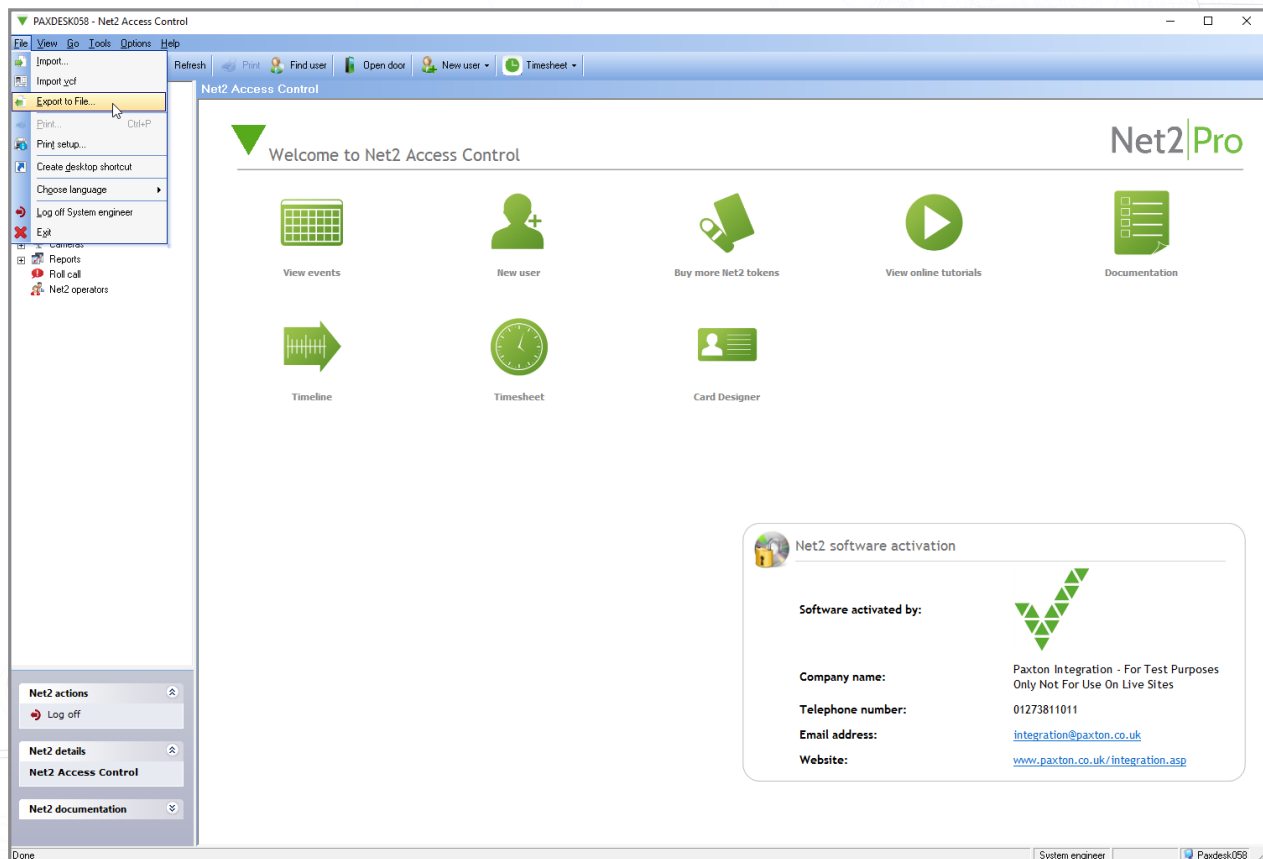 PAXDESK058 - Net2 Access Control
File View Go Tools Options Help
Refresh Print Find user Open door New user Timesheet
Import...
Import vcf
Export to File...
Print... Ctrl+P
Print setup...
Create desktop shortcut
Choose language
Log off System engineer
Exit
Cameras
Reports
Roll call
Net2 operators
Net2 Access Control
Welcome to Net2 Access Control
Net2 Pro
View events
New user
Buy more Net2 tokens
View online tutorials
Documentation
Timeline
Timesheet
Card Designer
Net2 software activation
Software activated by:
Company name:
Paxton Integration - For Test Purposes
Only Not For Use On Live Sites
Telephone number: 01273811011
Email address: integration@paxton.co.uk
Website: www.paxton.co.uk/integration.asp
Net2 actions
Log off
Net2 details
Net2 Access Control
Net2 documentation
Done
System engineer
Paxdesk058